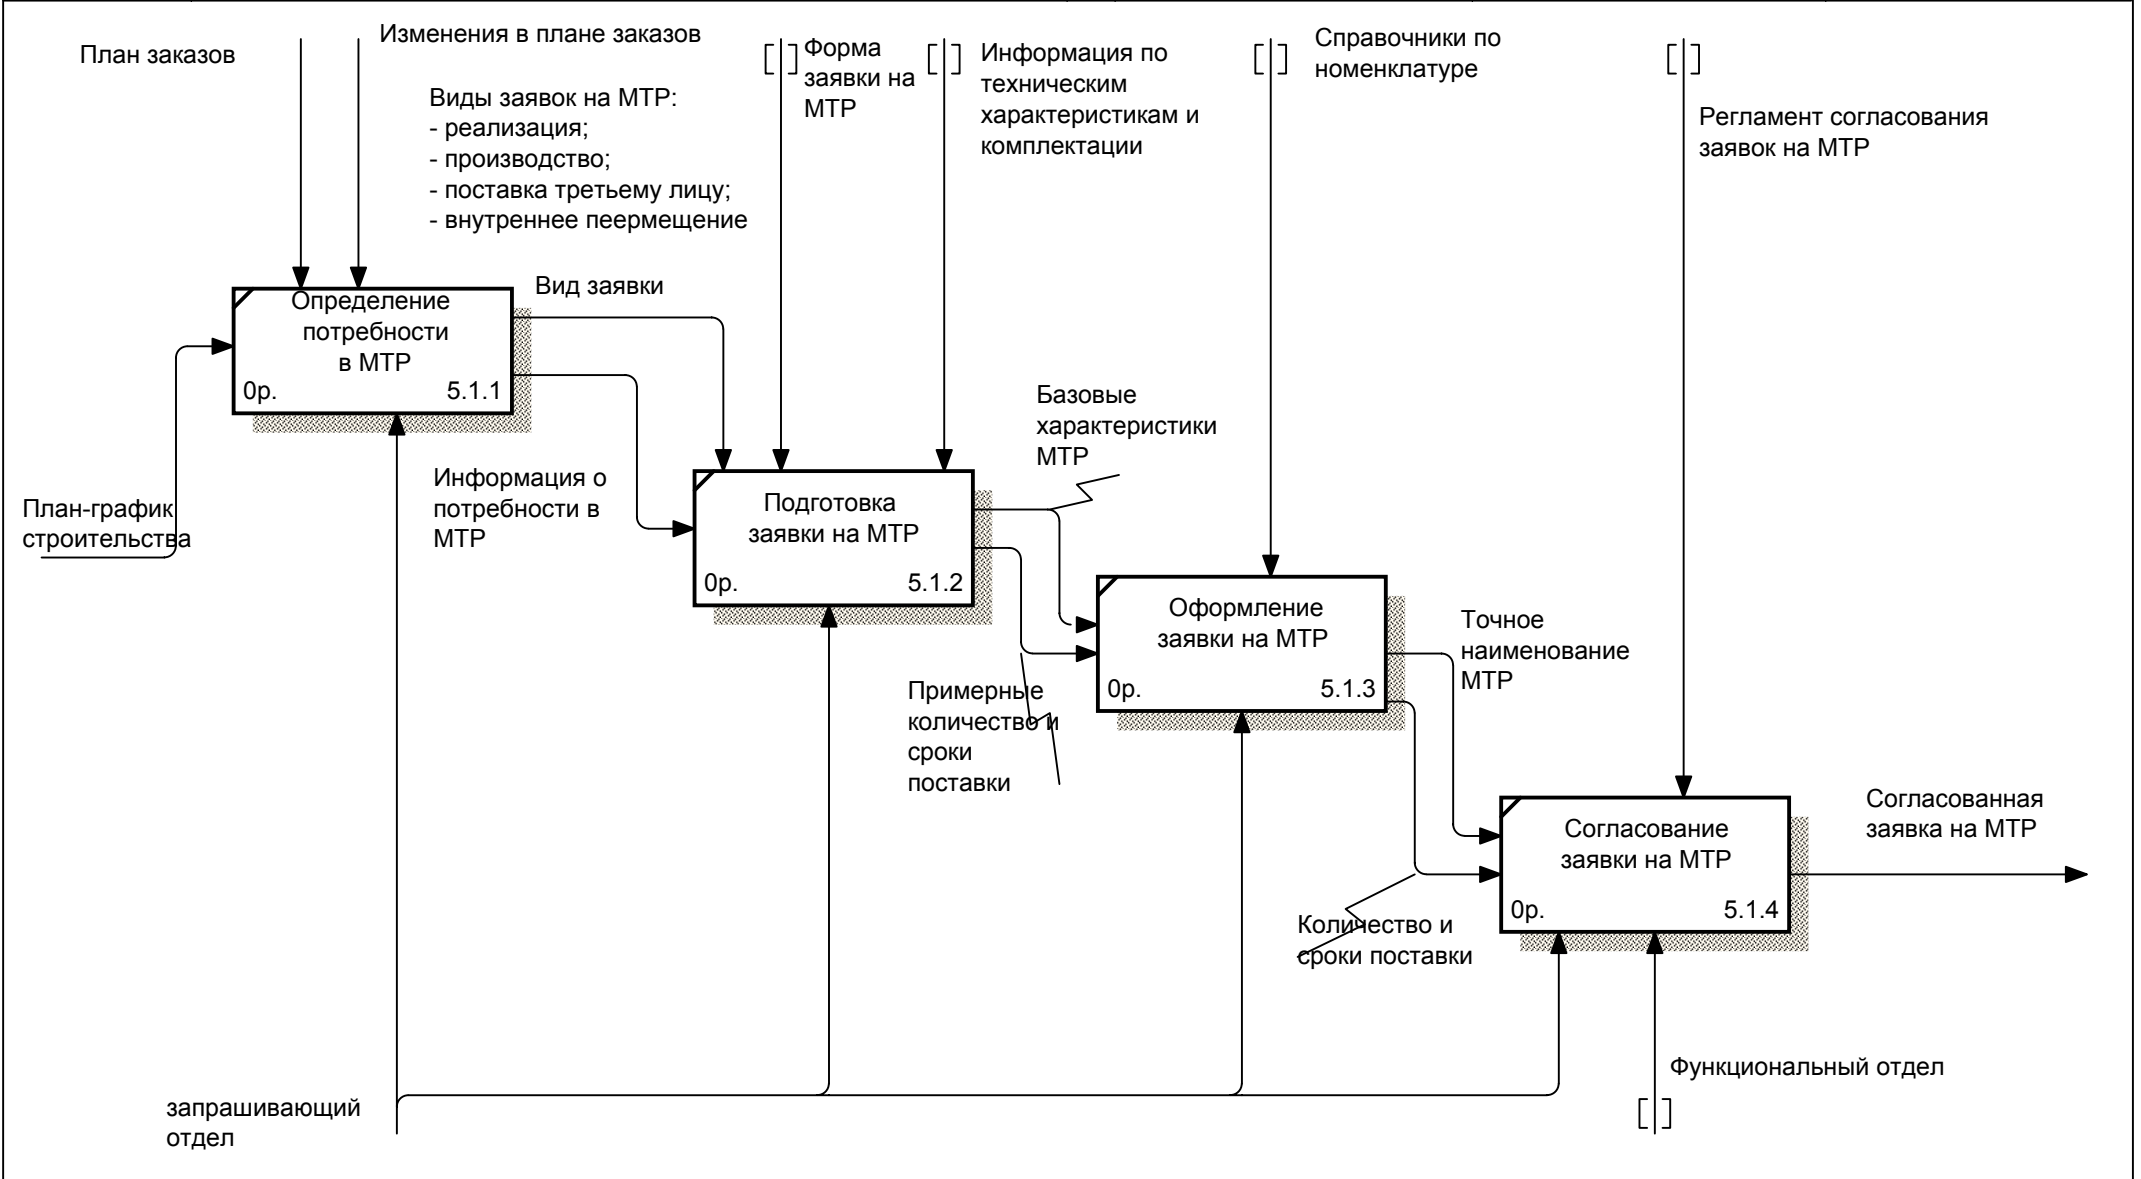 План заказов
Изменения в плане заказов
Виды заявок на МТР:
- реализация;
- производство;
- поставка третьему лицу;
- внутреннее пеермещение
Форма
заявки на
МТР
Информация по
техническим
характеристикам и
комплектации
Справочники по
номенклатуре
Регламент согласования
заявок на МТР
Определение
потребности
в МТР
0р.
5.1.1
Вид заявки
План-график
строительства
Информация о
потребности в
МТР
Подготовка
заявки на МТР
0р.
5.1.2
Базовые
характеристики
МТР
Примерные
количество и
сроки
поставки
Оформление
заявки на МТР
0р.
5.1.3
Точное
наименование
МТР
Количество и
сроки поставки
Согласование
заявки на МТР
0р.
5.1.4
Согласованная
заявка на МТР
Функциональный отдел
запрашивающий
отдел